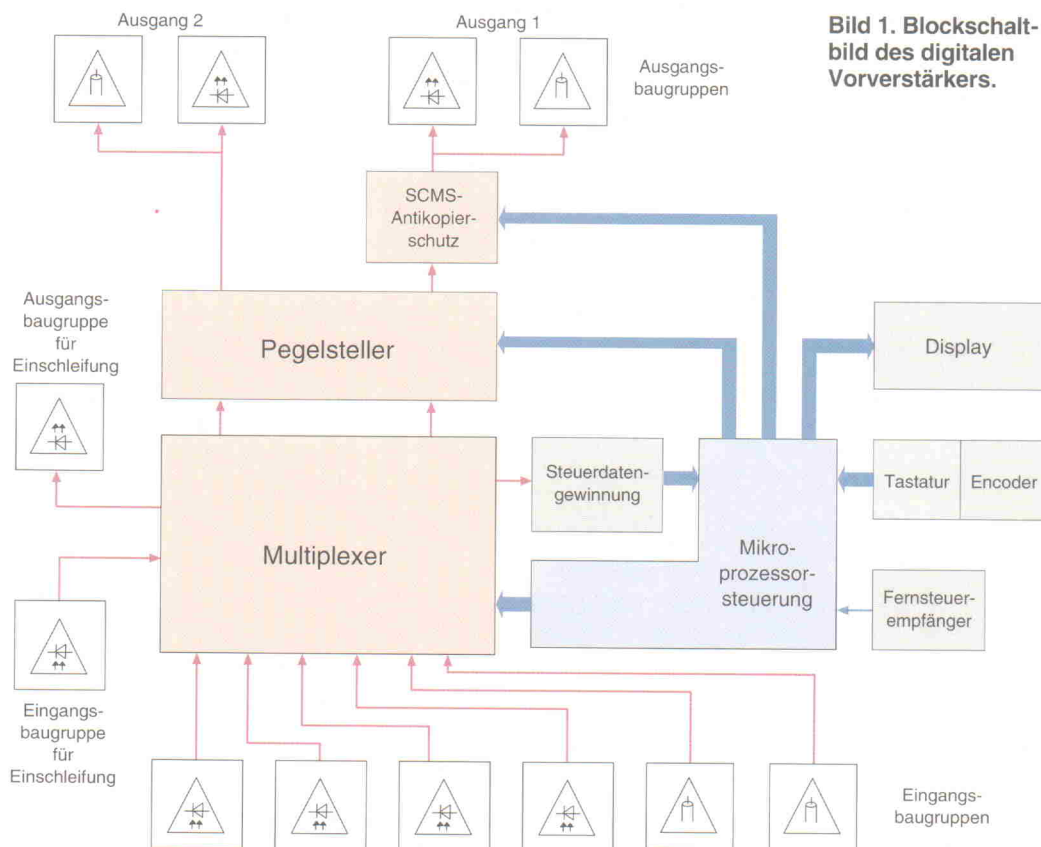 Ausgang 2
Ausgang 1
Bild 1. Blockschalt-
bild des digitalen
Vorverstärkers.
Ausgangs-
baugruppen
SCMS-
Antikopier-
schutz
Ausgangs-
baugruppe
für
Einschleifung
Pegelsteller
Display
Steuerdaten-
gewinnung
Tastatur
Encoder
Multiplexer
Mikro-
prozessor-
steuerung
Fernsteuer-
empfänger
Eingangs-
baugruppe
für
Einschleifung
Eingangs-
baugruppen